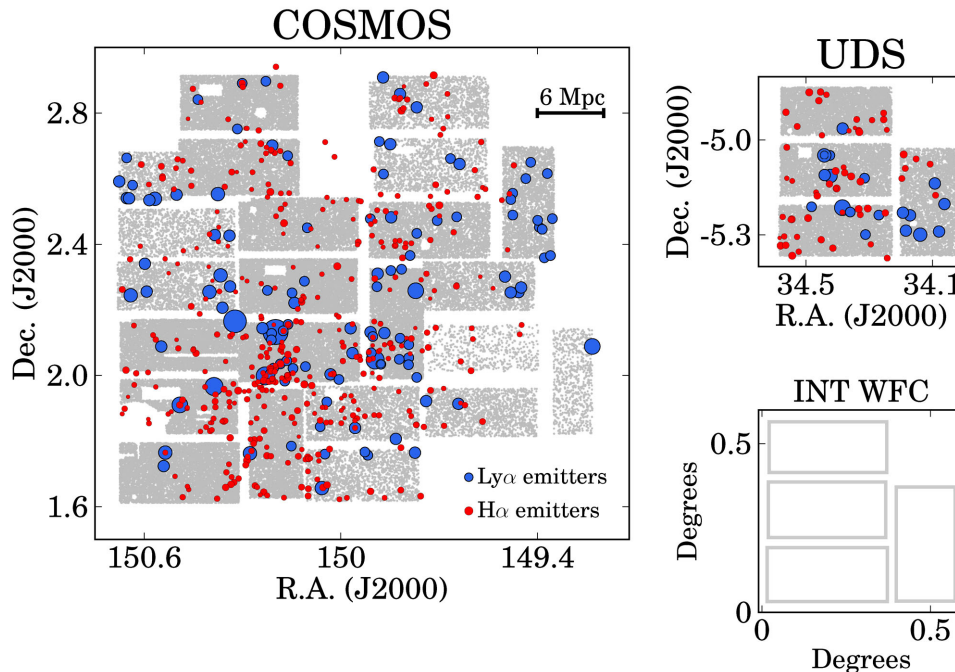 COSMOS
Dec. (J2000)
2.8
2.4
2.0
1.6
6 Mpc
Lyα emitters
Hα emitters
150.6
150
149.4
R.A. (J2000)
UDS
Dec. (J2000)
-5.0
-5.3
34.5
34.1
R.A. (J2000)
INT WFC
Degrees
0.5
0
0
0.5
Degrees